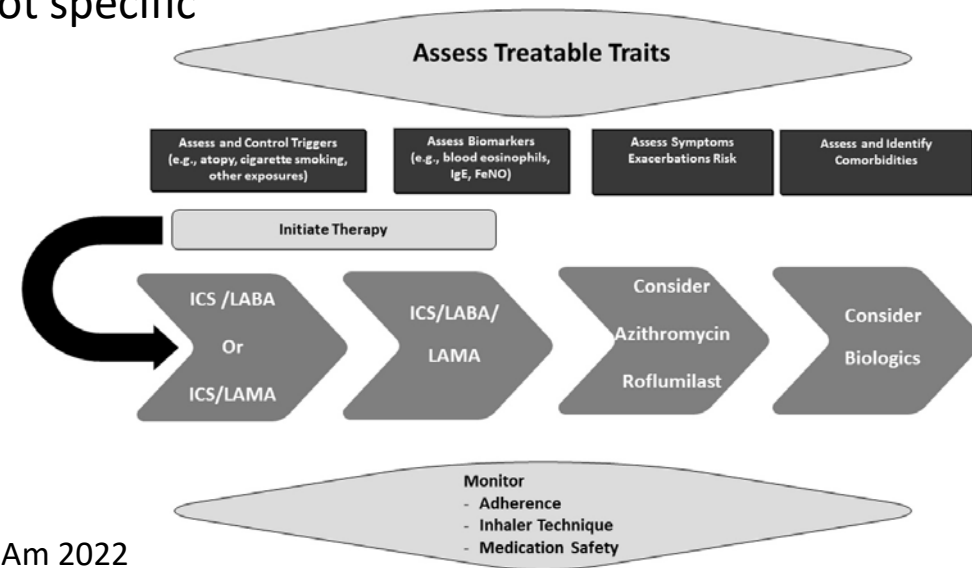 ot specific
Assess Treatable Traits
Assess and Control Triggers
(e.g., atopy, cigarette smoking,
other exposures)
Assess Biomarkers
(e.g., blood eosinophils,
IgE, FeNO)
Assess Symptoms
Exacerbations Risk
Assess and Identify
Comorbidities
Initiate Therapy
ICS /LABA
Or
ICS/LAMA
ICS/LABA/
LAMA
Consider
Azithromycin
Roflumilast
Consider
Biologics
Monitor
- Adherence
- Inhaler Technique
- Medication Safety
Am 2022